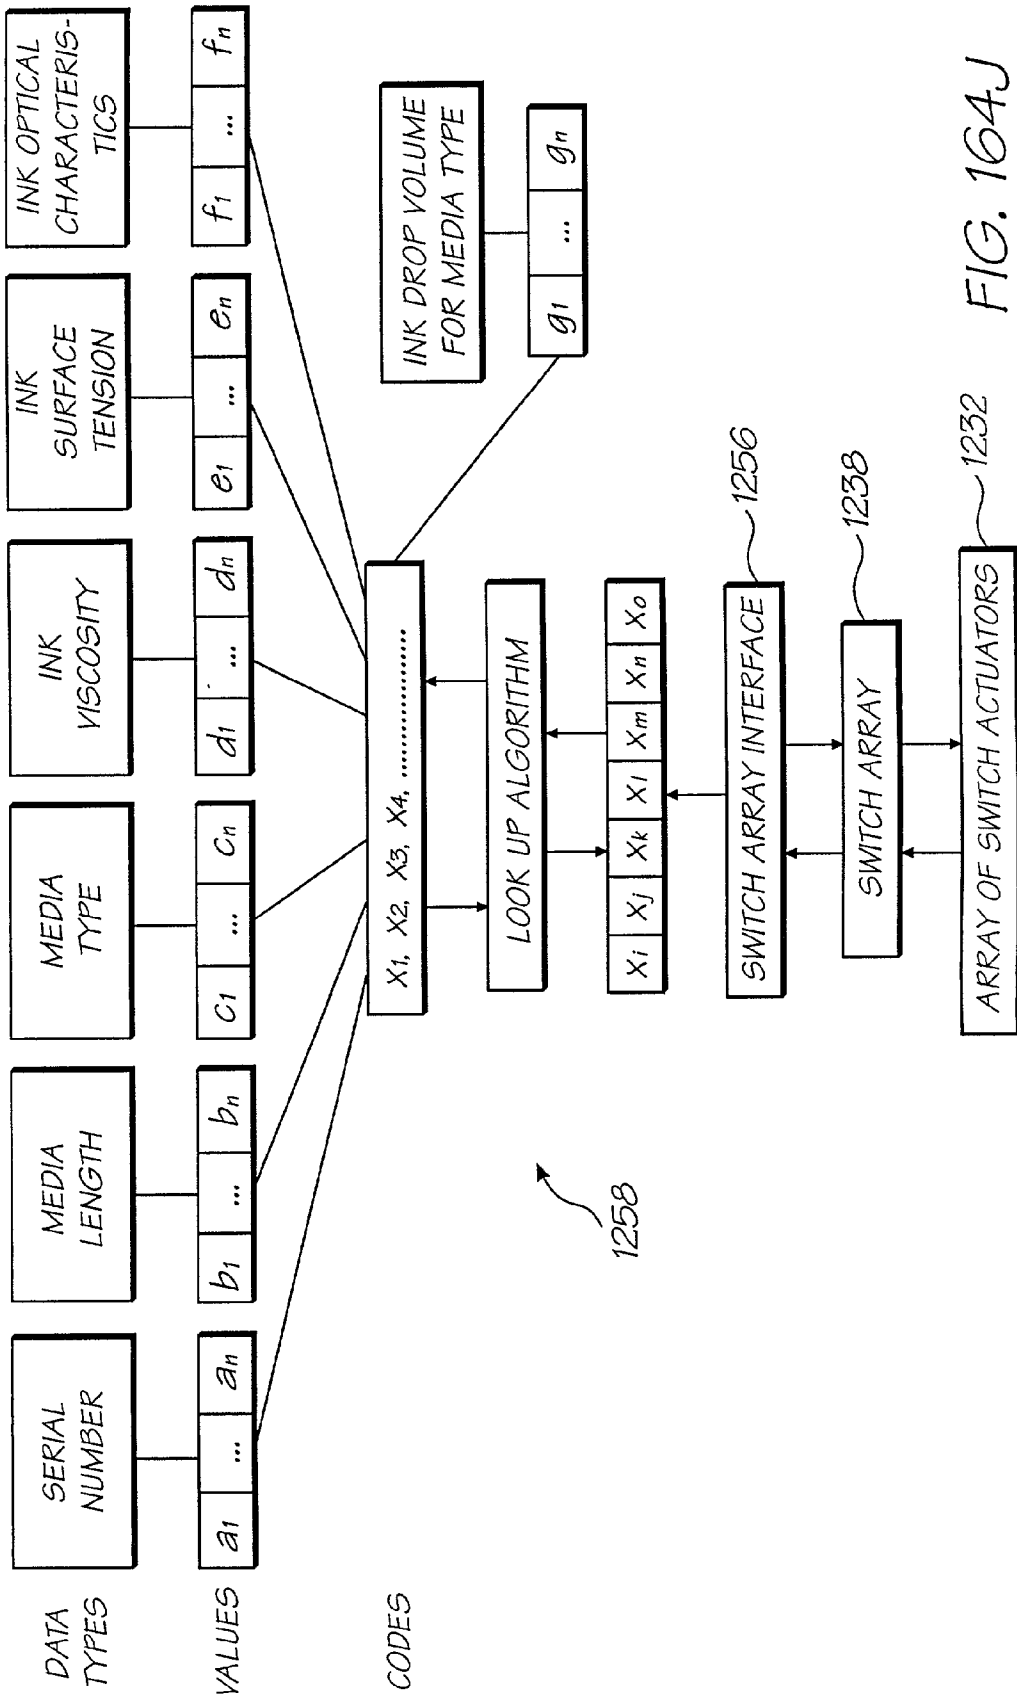 DATA
TYPES
SERIAL
NUMBER
MEDIA
LENGTH
MEDIA
TYPE
INK
VISCOSITY
INK
SURFACE
TENSION
INK OPTICAL
CHARACTERIS-
TICS
VALUES
a1 ... an
b1 ... bn
c1 ... cn
d1 ... dn
e1 ... en
f1 ... fn
CODES
X1, X2, X3, X4, ....................
INK DROP VOLUME
FOR MEDIA TYPE
g1 ... gn
LOOK UP ALGORITHM
Xi Xj Xk Xl Xm Xn Xo
SWITCH ARRAY INTERFACE
1256
SWITCH ARRAY
1238
ARRAY OF SWITCH ACTUATORS
1232
1258
FIG. 164J